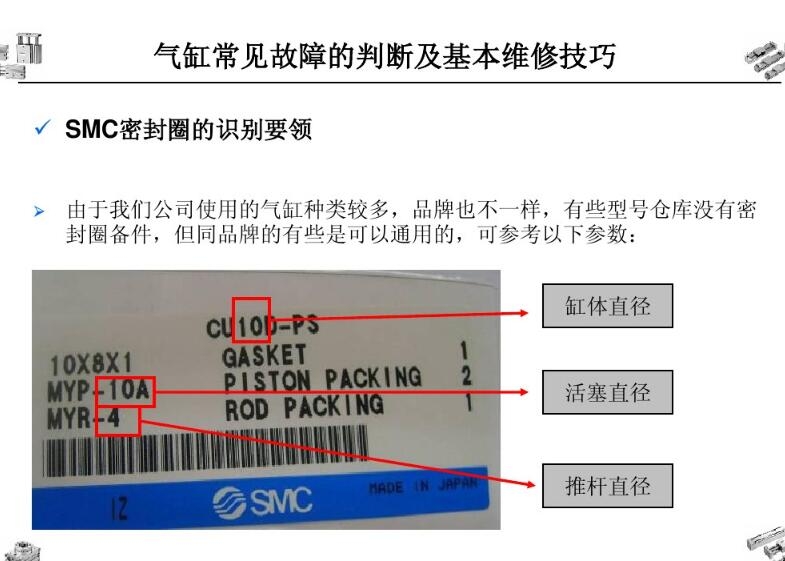 气缸常见故障的判断及基本维修技巧
SMC密封圈的识别要领
由于我们公司使用的气缸种类较多，品牌也不一样，有些型号仓库没有密
封圈备件，但同品牌的有些是可以通用的，可参考以下参数：
CU10D-PS
10X8X1 GASKET 1
MYP-10A PISTON PACKING 2
MYR-4 ROD PACKING 1
12 SMC MADE IN JAPAN
缸体直径
活塞直径
推杆直径